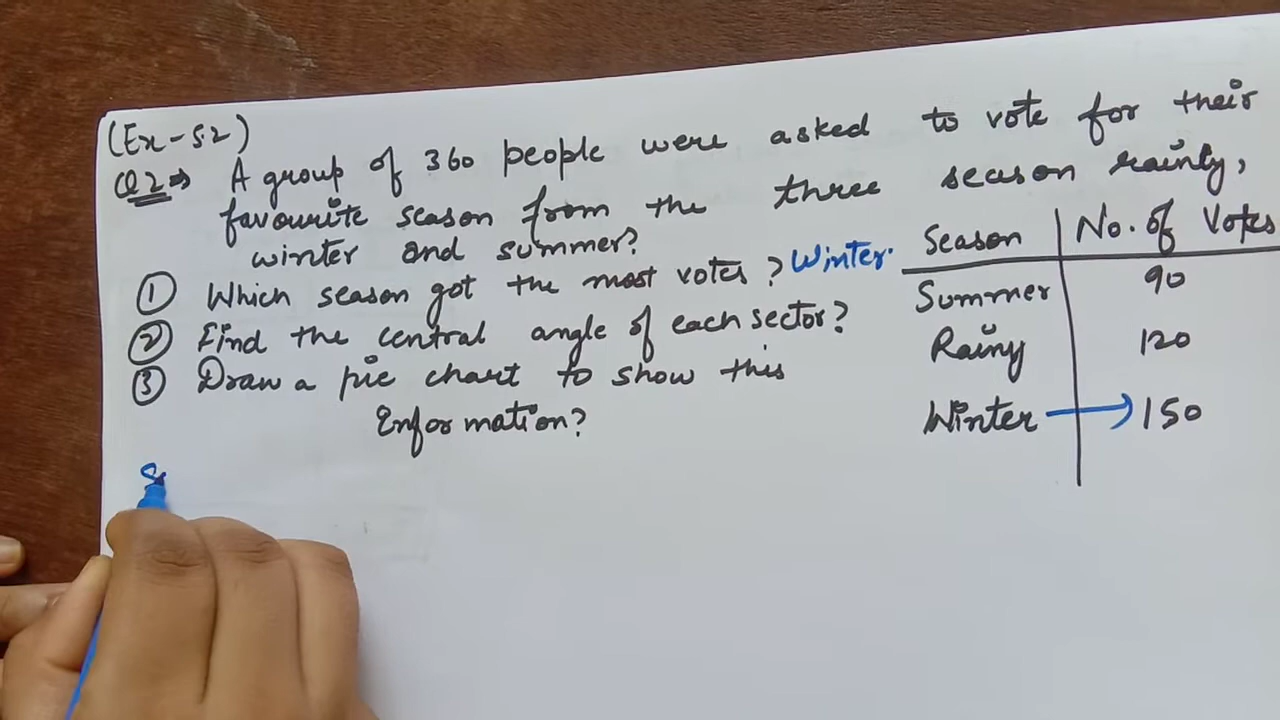 (Ex-5.2)
Q2⇒ A group of 360 people were asked to vote for their
favourite season from the three season rainly,
winter and summer?
① Which season got the most votes? Winter.
② Find the central angle of each sector?
③ Draw a pie chart to show this
Enformation?
Season No. of Votes
Summer 90
Rainy 120
Winter → 150
S